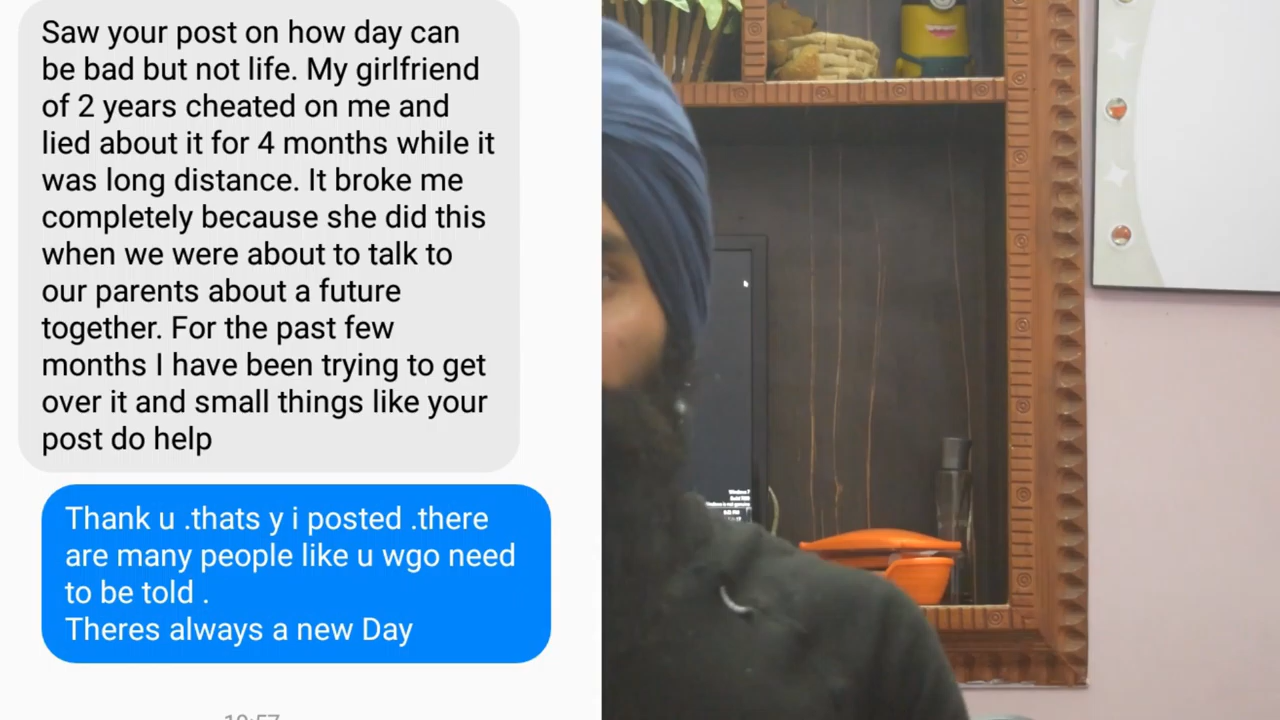 Saw your post on how day can
be bad but not life. My girlfriend
of 2 years cheated on me and
lied about it for 4 months while it
was long distance. It broke me
completely because she did this
when we were about to talk to
our parents about a future
together. For the past few
months I have been trying to get
over it and small things like your
post do help
Thank u .thats y i posted .there
are many people like u wgo need
to be told .
Theres always a new Day
Windows 7